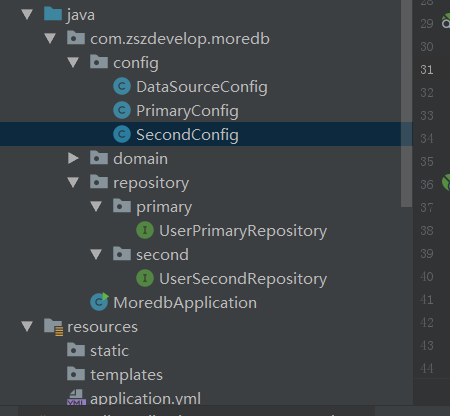 java
com.zszdevelop.moredb
config
DataSourceConfig
PrimaryConfig
SecondConfig
domain
repository
primary
UserPrimaryRepository
second
UserSecondRepository
MoredbApplication
resources
static
templates
application.yml
28
29
30
31
32
33
34
35
36
37
38
39
40
41
42
43
44